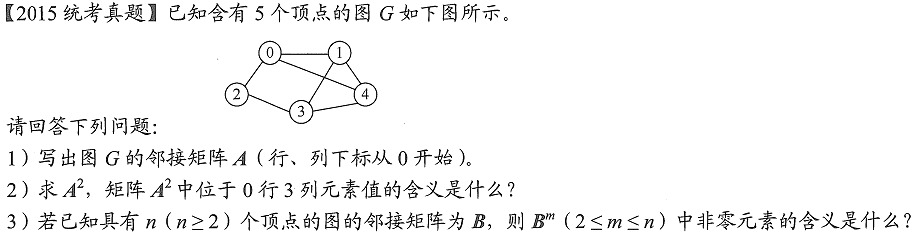 【2015 统考真题】已知含有 5 个顶点的图 G 如下图所示。
0 1
2 4
3
请回答下列问题:
1）写出图 G 的邻接矩阵 A（行、列下标从 0 开始）。
2）求 A²，矩阵 A² 中位于 0 行 3 列元素值的含义是什么？
3）若已知具有 n（n≥2）个顶点的图的邻接矩阵为 B，则 Bᵐ（2≤m≤n）中非零元素的含义是什么？